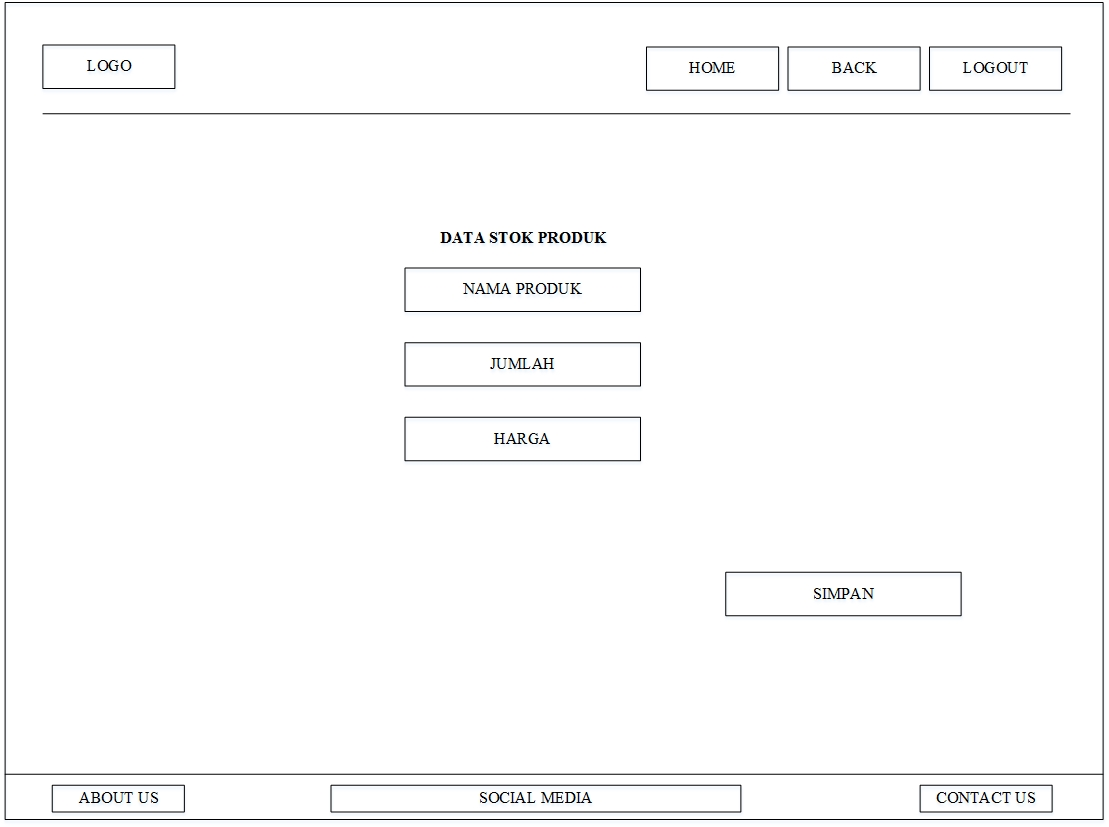 LOGO
HOME
BACK
LOGOUT
DATA STOK PRODUK
NAMA PRODUK
JUMLAH
HARGA
SIMPAN
ABOUT US
SOCIAL MEDIA
CONTACT US